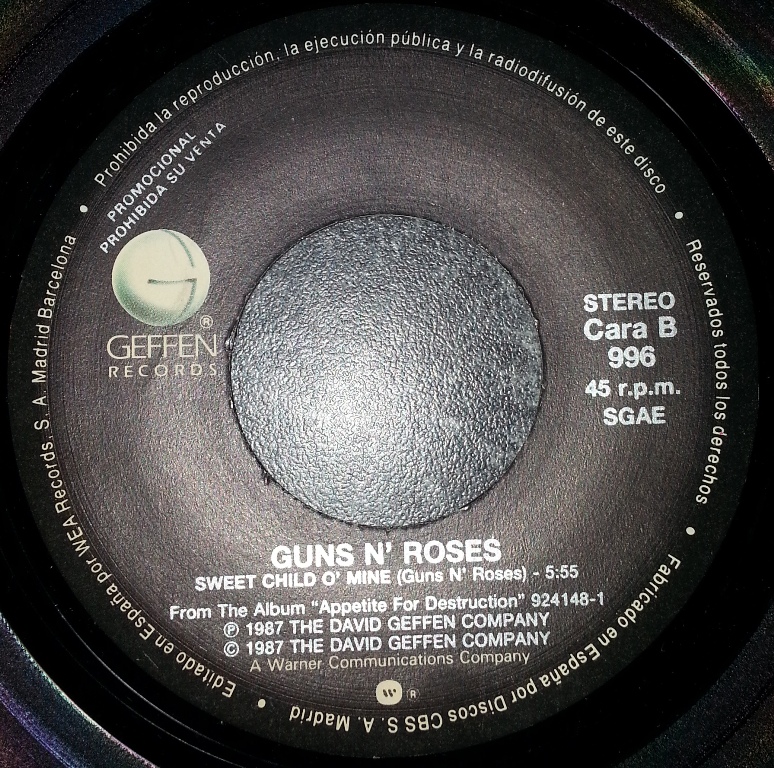 Prohibida la reproducción, la ejecución pública y la radiodifusión de este disco • Reservados todos los derechos • Fabricado en España por Discos CBS S. A. Madrid • Editado en España por WEA Records, S. A. Madrid Barcelona •
PROMOCIONAL
PROHIBIDA SU VENTA
GEFFEN ®
RECORDS
STEREO
Cara B
996
45 r.p.m.
SGAE
GUNS N' ROSES
SWEET CHILD O' MINE (Guns N' Roses) - 5:55
From The Album "Appetite For Destruction" 924148-1
℗ 1987 THE DAVID GEFFEN COMPANY
© 1987 THE DAVID GEFFEN COMPANY
A Warner Communications Company
®